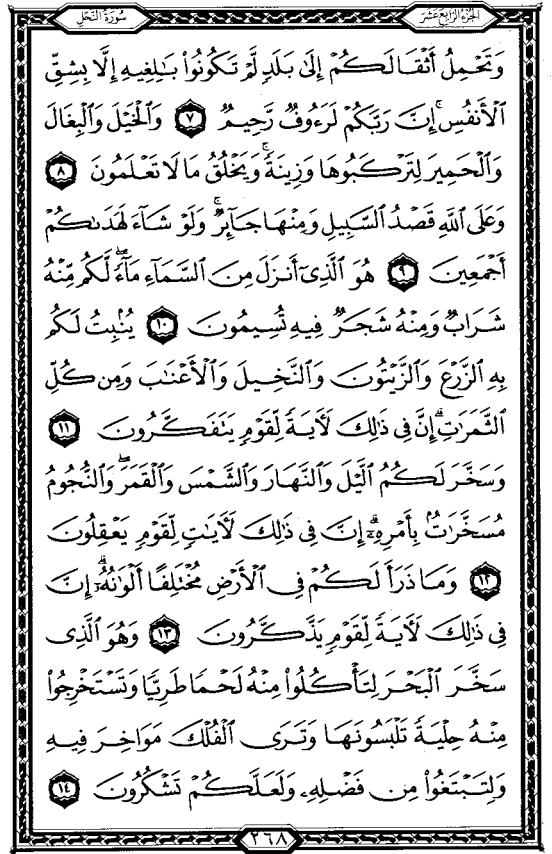 الجزء الرابع عشر
سورة النحل
وَتَحْمِلُ أَثْقَالَكُمْ إِلَىٰ بَلَدٍ لَّمْ تَكُونُوا۟ بَٰلِغِيهِ إِلَّا بِشِقِّ
ٱلْأَنفُسِ ۚ إِنَّ رَبَّكُمْ لَرَءُوفٌ رَّحِيمٌ ٧ وَٱلْخَيْلَ وَٱلْبِغَالَ
وَٱلْحَمِيرَ لِتَرْكَبُوهَا وَزِينَةً ۚ وَيَخْلُقُ مَا لَا تَعْلَمُونَ ٨
وَعَلَى ٱللَّهِ قَصْدُ ٱلسَّبِيلِ وَمِنْهَا جَآئِرٌ ۚ وَلَوْ شَآءَ لَهَدَىٰكُمْ
أَجْمَعِينَ ٩ هُوَ ٱلَّذِىٓ أَنزَلَ مِنَ ٱلسَّمَآءِ مَآءً ۖ لَّكُم مِّنْهُ
شَرَابٌ وَمِنْهُ شَجَرٌ فِيهِ تُسِيمُونَ ١٠ يُنۢبِتُ لَكُم
بِهِ ٱلزَّرْعَ وَٱلزَّيْتُونَ وَٱلنَّخِيلَ وَٱلْأَعْنَٰبَ وَمِن كُلِّ
ٱلثَّمَرَٰتِ ۗ إِنَّ فِى ذَٰلِكَ لَءَايَةً لِّقَوْمٍ يَتَفَكَّرُونَ ١١
وَسَخَّرَ لَكُمُ ٱلَّيْلَ وَٱلنَّهَارَ وَٱلشَّمْسَ وَٱلْقَمَرَ ۖ وَٱلنُّجُومُ
مُسَخَّرَٰتٌۢ بِأَمْرِهِۦٓ ۗ إِنَّ فِى ذَٰلِكَ لَءَايَٰتٍ لِّقَوْمٍ يَعْقِلُونَ
١٢ وَمَا ذَرَأَ لَكُمْ فِى ٱلْأَرْضِ مُخْتَلِفًا أَلْوَٰنُهُۥٓ ۗ إِنَّ
فِى ذَٰلِكَ لَءَايَةً لِّقَوْمٍ يَذَّكَّرُونَ ١٣ وَهُوَ ٱلَّذِى
سَخَّرَ ٱلْبَحْرَ لِتَأْكُلُوا۟ مِنْهُ لَحْمًا طَرِيًّا وَتَسْتَخْرِجُوا۟
مِنْهُ حِلْيَةً تَلْبَسُونَهَا وَتَرَى ٱلْفُلْكَ مَوَاخِرَ فِيهِ
وَلِتَبْتَغُوا۟ مِن فَضْلِهِۦ وَلَعَلَّكُمْ تَشْكُرُونَ ١٤
٢٦٨